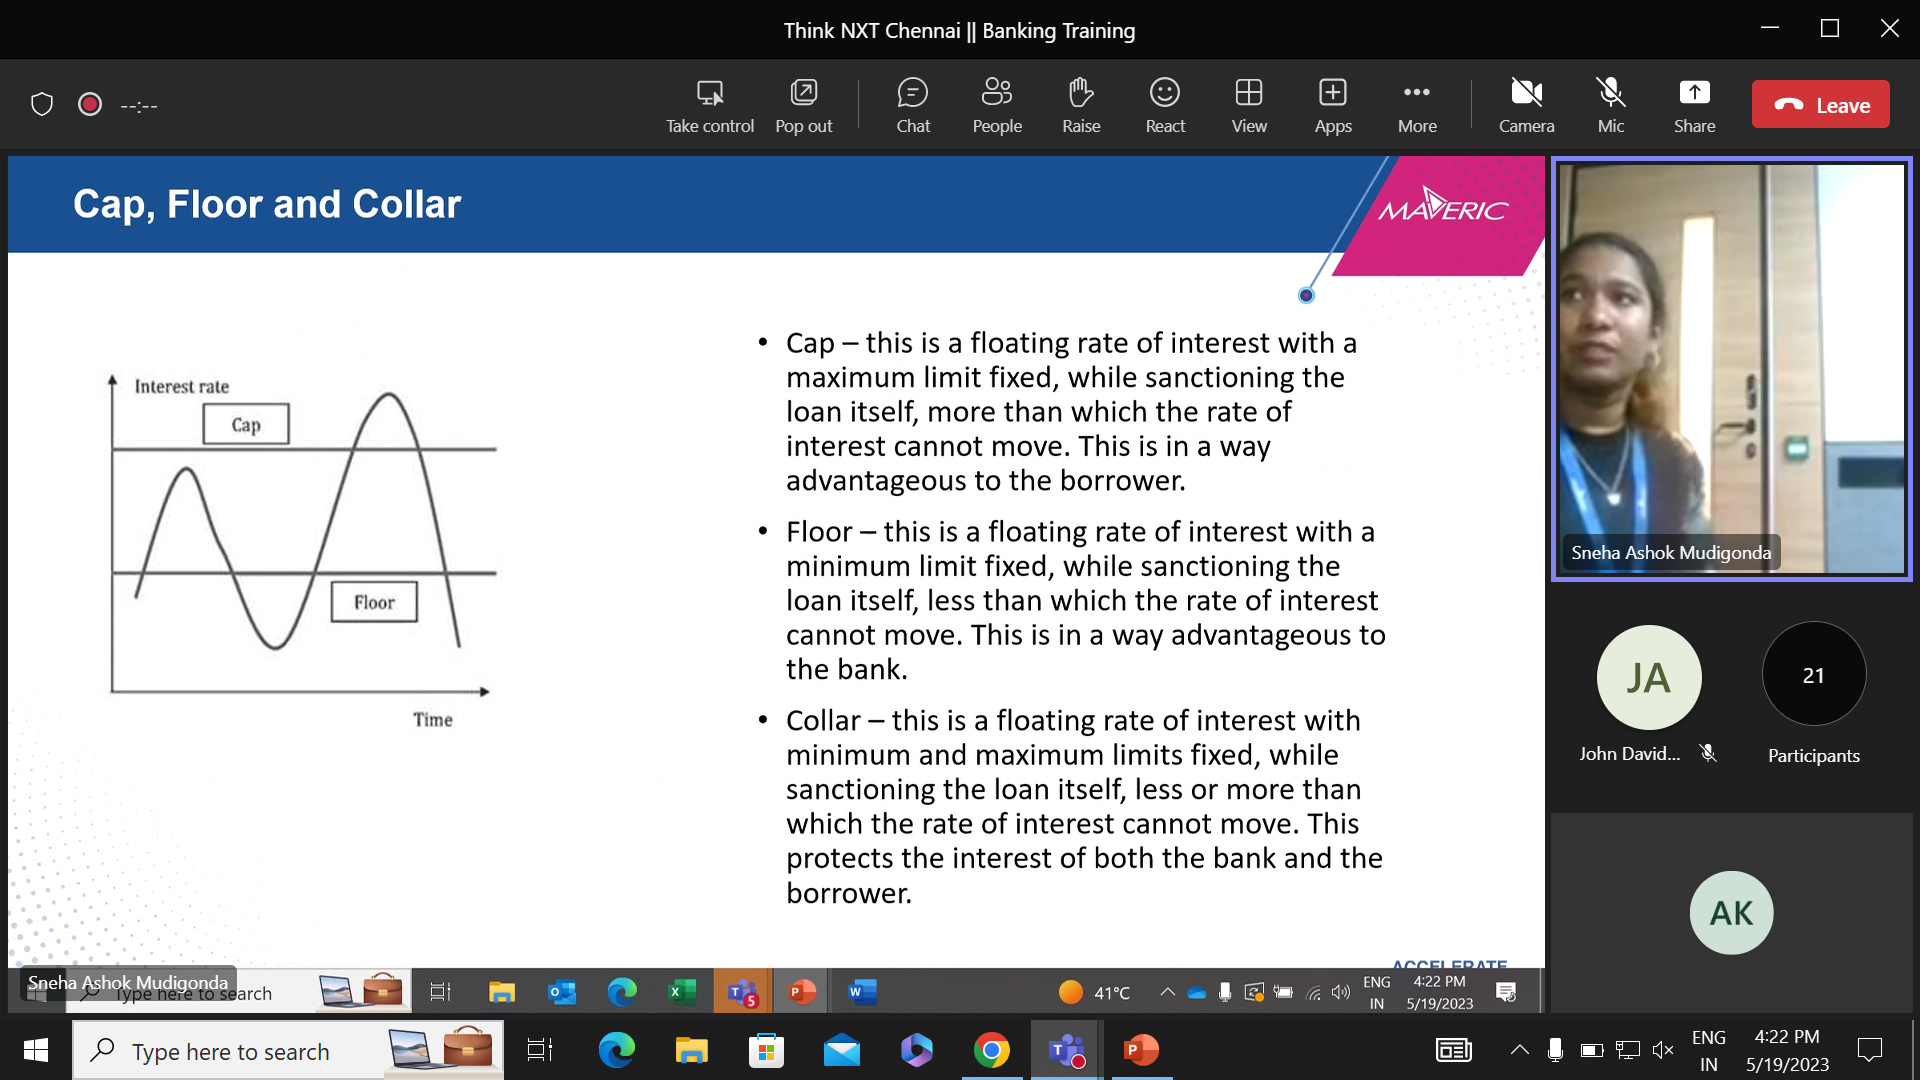 Think NXT Chennai || Banking Training
--:--
Take control
Pop out
Chat
People
Raise
React
View
Apps
More
Camera
Mic
Share
Leave
Cap, Floor and Collar
MAVERIC
Interest rate
Cap
Floor
Time
• Cap – this is a floating rate of interest with a
maximum limit fixed, while sanctioning the
loan itself, more than which the rate of
interest cannot move. This is in a way
advantageous to the borrower.
• Floor – this is a floating rate of interest with a
minimum limit fixed, while sanctioning the
loan itself, less than which the rate of interest
cannot move. This is in a way advantageous to
the bank.
• Collar – this is a floating rate of interest with
minimum and maximum limits fixed, while
sanctioning the loan itself, less or more than
which the rate of interest cannot move. This
protects the interest of both the bank and the
borrower.
ACCELERATE
Sneha Ashok Mudigonda
JA
John David...
21
Participants
AK
Sneha Ashok Mudigonda
Type here to search
5
41°C
ENG
IN
4:22 PM
5/19/2023
Type here to search
ENG
IN
4:22 PM
5/19/2023